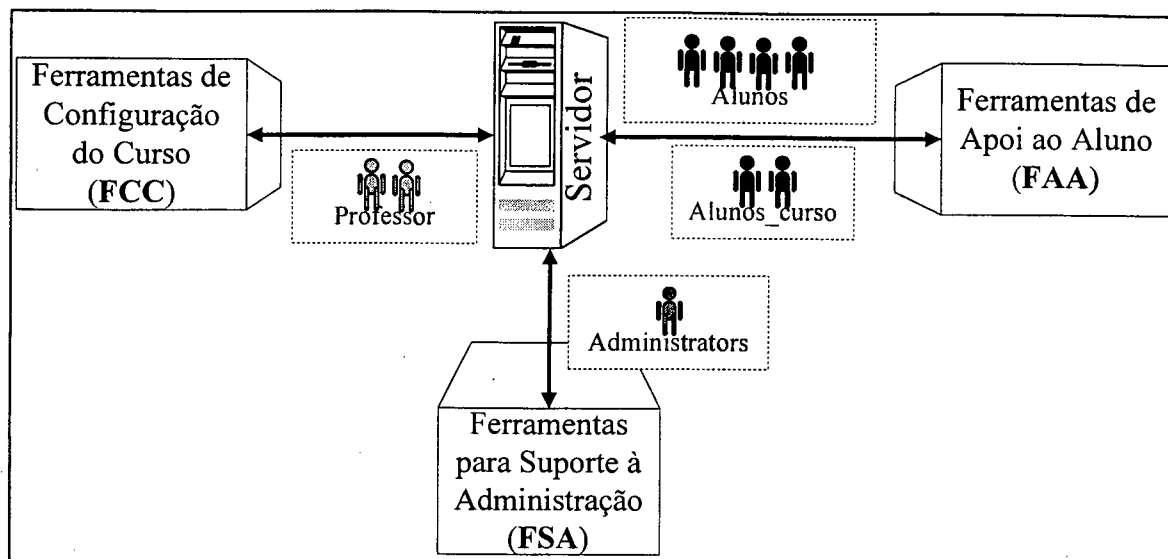 Ferramentas de
Configuração
do Curso
(FCC)
Professor
Servidor
Alunos
Alunos_curso
Ferramentas de
Apoi ao Aluno
(FAA)
Administrators
Ferramentas
para Suporte à
Administração
(FSA)